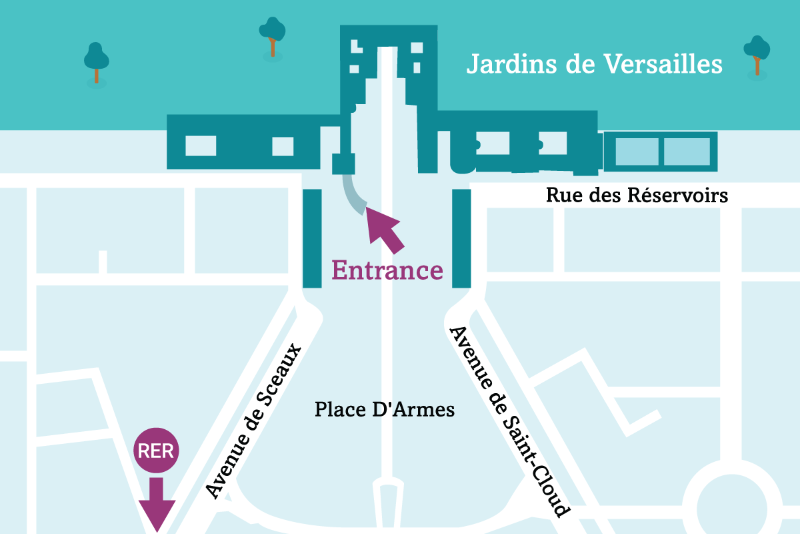 Jardins de Versailles
Rue des Réservoirs
Entrance
Avenue de Sceaux
Avenue de Saint-Cloud
Place D'Armes
RER